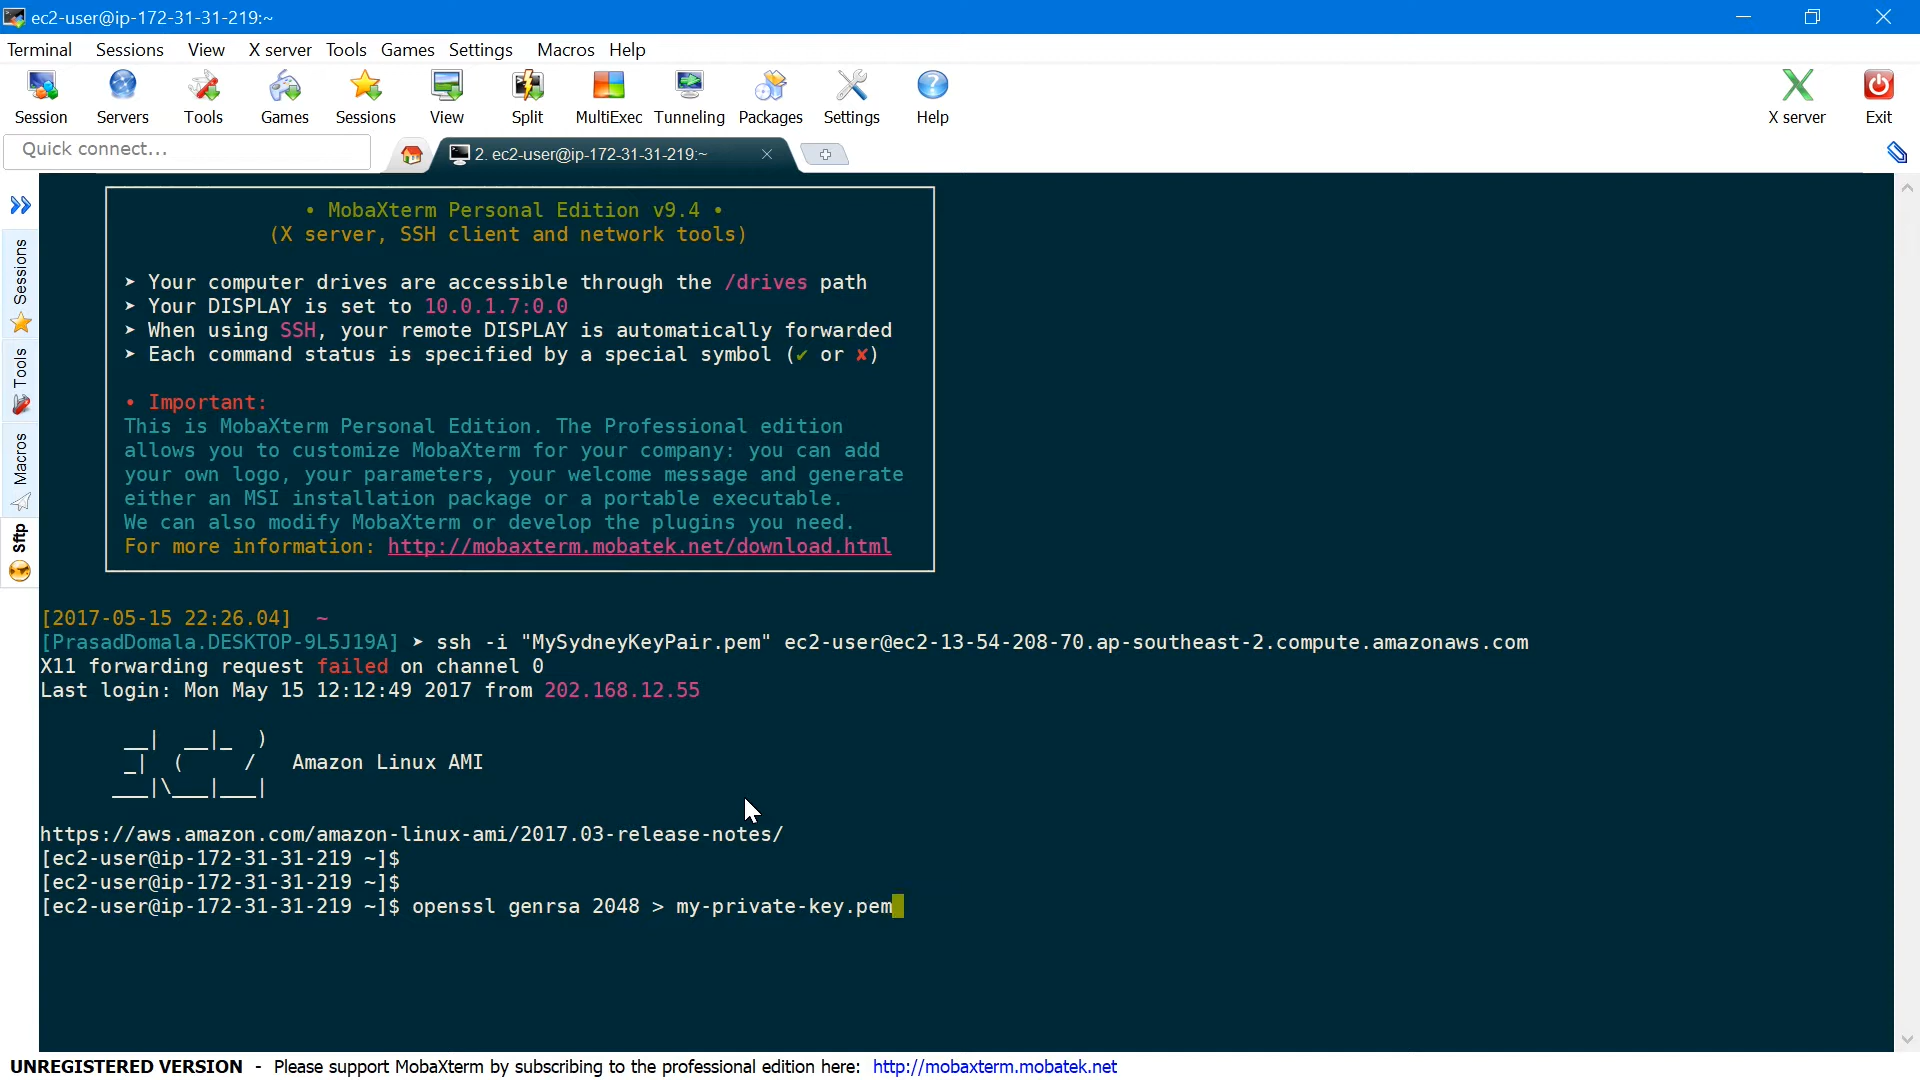 ec2-user@ip-172-31-31-219:~
Terminal Sessions View X server Tools Games Settings Macros Help
Session Servers Tools Games Sessions View Split MultiExec Tunneling Packages Settings Help X server Exit
Quick connect...
2. ec2-user@ip-172-31-31-219:~
Sessions
Tools
Macros
Sftp
• MobaXterm Personal Edition v9.4 •
(X server, SSH client and network tools)
➤ Your computer drives are accessible through the /drives path
➤ Your DISPLAY is set to 10.0.1.7:0.0
➤ When using SSH, your remote DISPLAY is automatically forwarded
➤ Each command status is specified by a special symbol (✔ or ✘)
• Important:
This is MobaXterm Personal Edition. The Professional edition
allows you to customize MobaXterm for your company: you can add
your own logo, your parameters, your welcome message and generate
either an MSI installation package or a portable executable.
We can also modify MobaXterm or develop the plugins you need.
For more information: http://mobaxterm.mobatek.net/download.html
[2017-05-15 22:26.04]  ~
[PrasadDomala.DESKTOP-9L5J19A] ➤ ssh -i "MySydneyKeyPair.pem" ec2-user@ec2-13-54-208-70.ap-southeast-2.compute.amazonaws.com
X11 forwarding request failed on channel 0
Last login: Mon May 15 12:12:49 2017 from 202.168.12.55
__|  __|_  )
_|  (     /   Amazon Linux AMI
___|\___|___|
https://aws.amazon.com/amazon-linux-ami/2017.03-release-notes/
[ec2-user@ip-172-31-31-219 ~]$
[ec2-user@ip-172-31-31-219 ~]$
[ec2-user@ip-172-31-31-219 ~]$ openssl genrsa 2048 > my-private-key.pem
UNREGISTERED VERSION - Please support MobaXterm by subscribing to the professional edition here: http://mobaxterm.mobatek.net